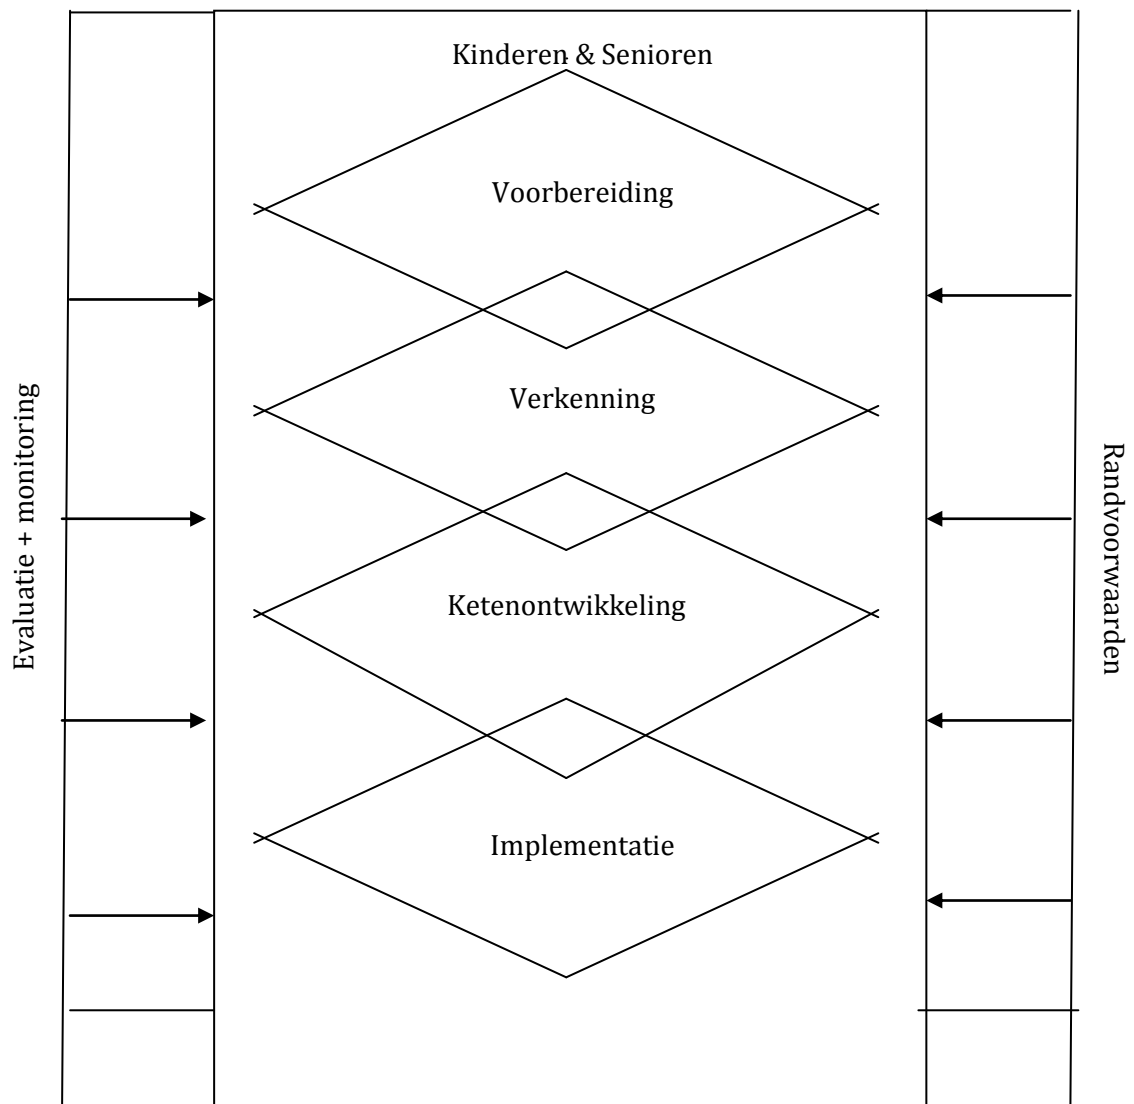 Kinderen & Senioren
Voorbereiding
Verkenning
Evaluatie + monitoring
Randvoorwaarden
Ketenontwikkeling
Implementatie